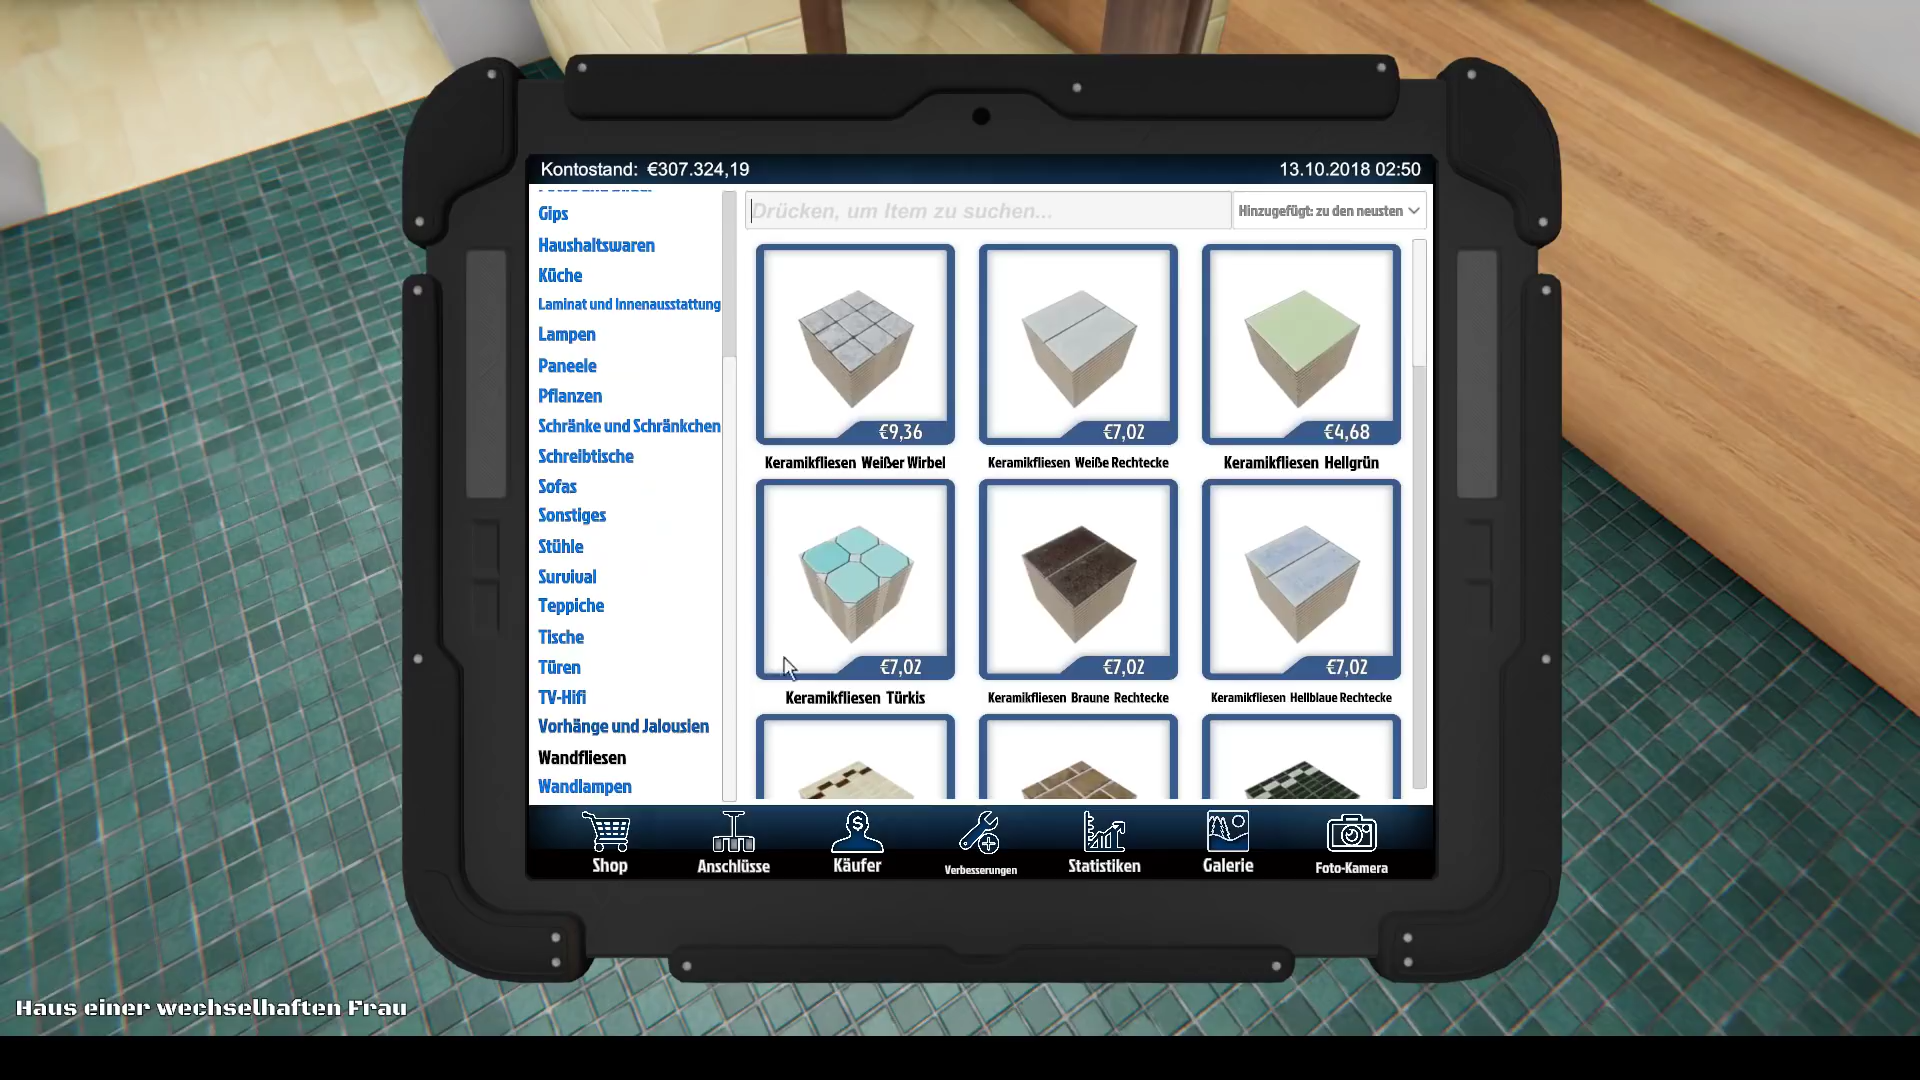 Kontostand: €307.324,19
13.10.2018 02:50
Gips
Haushaltswaren
Küche
Laminat und Innenausstattung
Lampen
Paneele
Pflanzen
Schränke und Schränkchen
Schreibtische
Sofas
Sonstiges
Stühle
Survival
Teppiche
Tische
Türen
TV-Hifi
Vorhänge und Jalousien
Wandfliesen
Wandlampen
Drücken, um Item zu suchen...
Hinzugefügt: zu den neusten
€9,36
€7,02
€4,68
Keramikfliesen Weißer Wirbel
Keramikfliesen Weiße Rechtecke
Keramikfliesen Hellgrün
€7,02
€7,02
€7,02
Keramikfliesen Türkis
Keramikfliesen Braune Rechtecke
Keramikfliesen Hellblaue Rechtecke
Shop
Anschlüsse
Käufer
Verbesserungen
Statistiken
Galerie
Foto-Kamera
Haus einer wechselhaften Frau